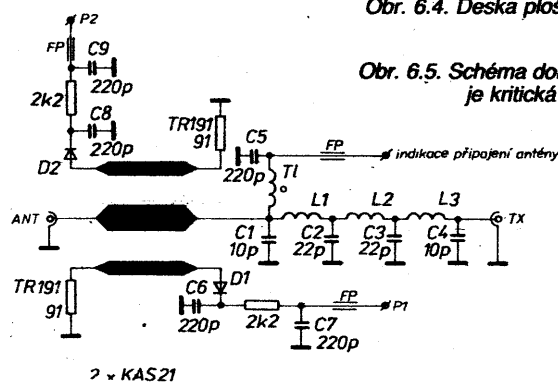 Obr. 6.4. Deska ploš
Obr. 6.5. Schéma
je kritická
P2
FP
C9
220p
2k2
C8
220p
D2
TR191
91
C5
220p
FP
indikace připojení antény
Tl
ANT
L1
L2
L3
TX
C1
10p
C2
22p
C3
22p
C4
10p
TR191
91
C6
220p
D1
2k2
FP
P1
C7
220p
2 x KAS21